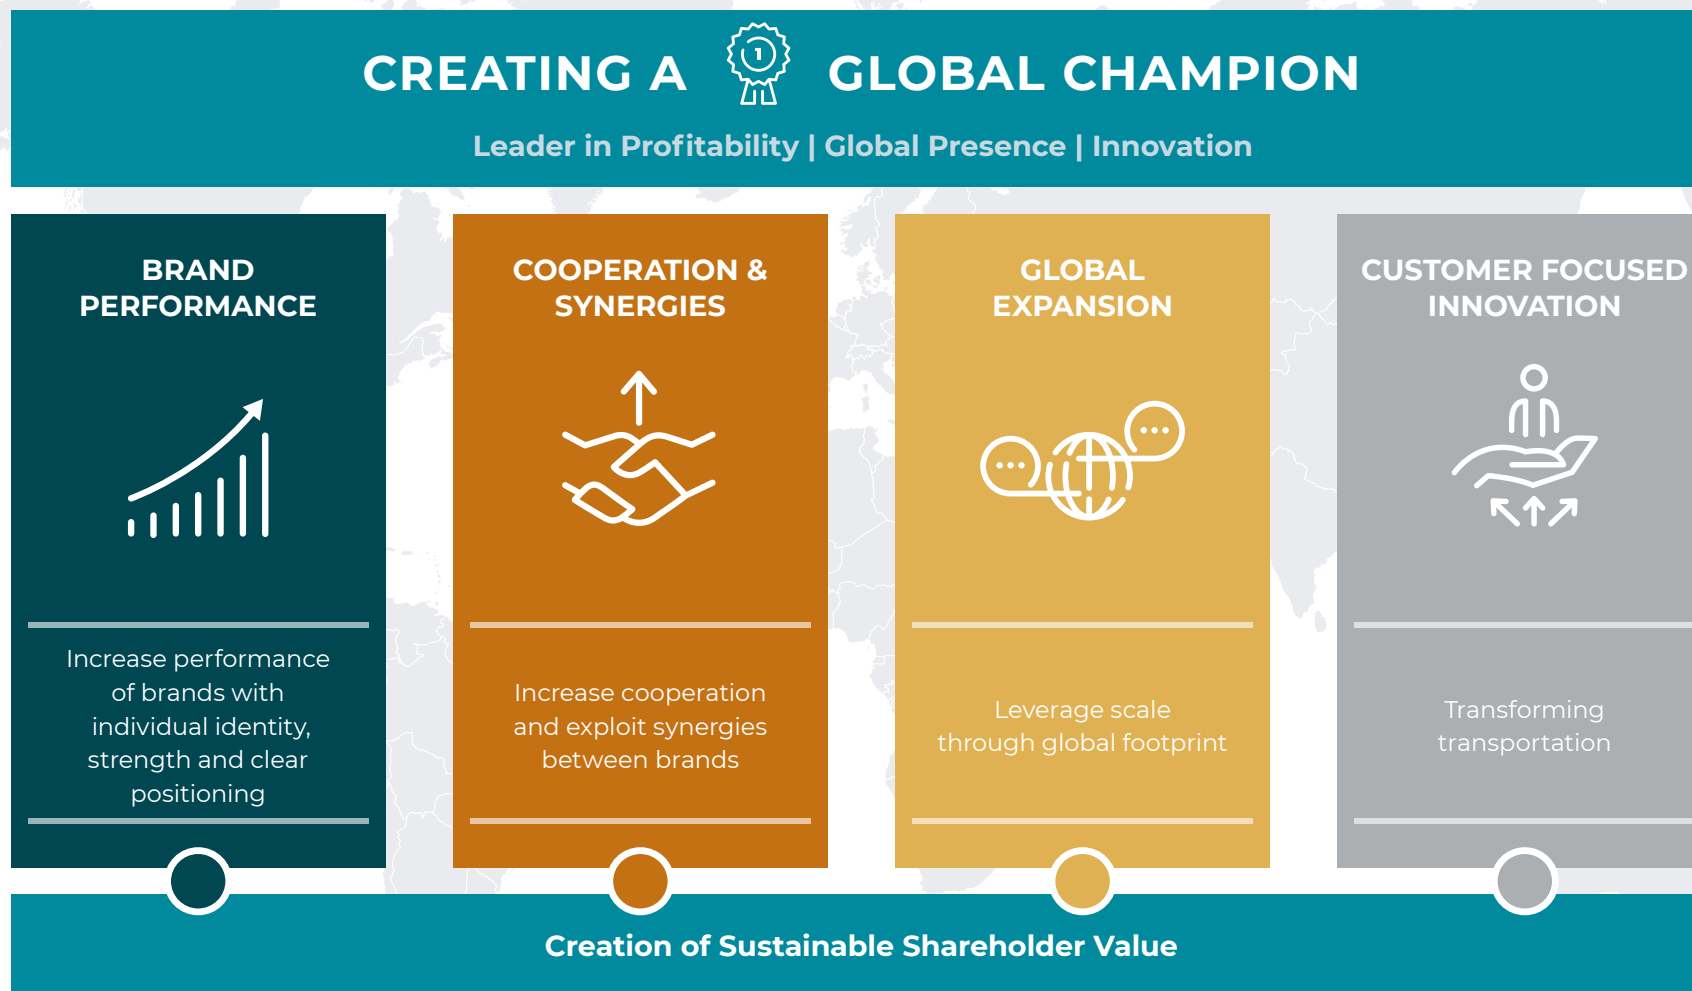 CREATING A 1 GLOBAL CHAMPION
Leader in Profitability | Global Presence | Innovation
BRAND
PERFORMANCE
Increase performance
of brands with
individual identity,
strength and clear
positioning
COOPERATION &
SYNERGIES
Increase cooperation
and exploit synergies
between brands
GLOBAL
EXPANSION
Leverage scale
through global footprint
CUSTOMER FOCUSED
INNOVATION
Transforming
transportation
Creation of Sustainable Shareholder Value